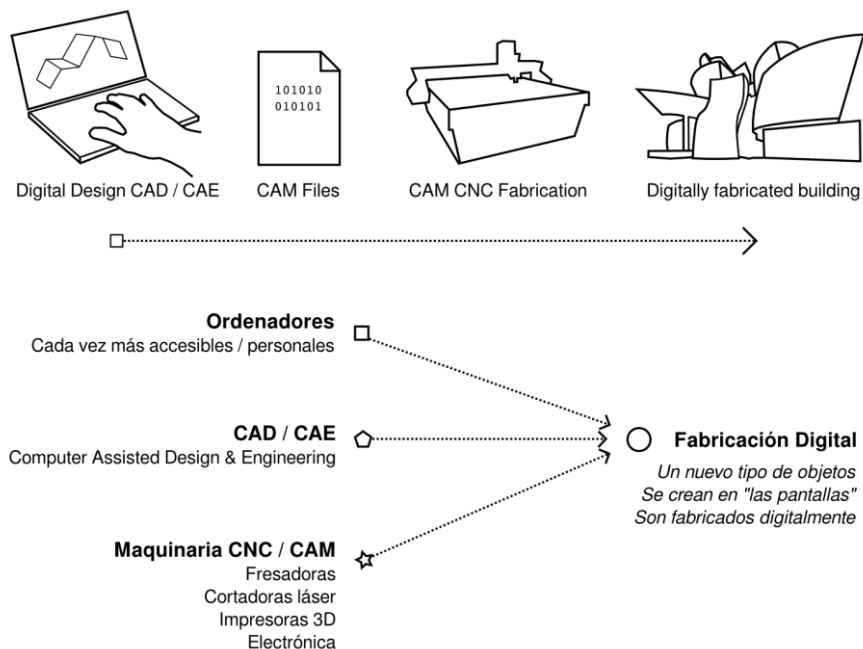 101010
010101
Digital Design CAD / CAE
CAM Files
CAM CNC Fabrication
Digitally fabricated building
Ordenadores
Cada vez más accesibles / personales
CAD / CAE
Computer Assisted Design & Engineering
Maquinaria CNC / CAM
Fresadoras
Cortadoras láser
Impresoras 3D
Electrónica
Fabricación Digital
Un nuevo tipo de objetos
Se crean en "las pantallas"
Son fabricados digitalmente